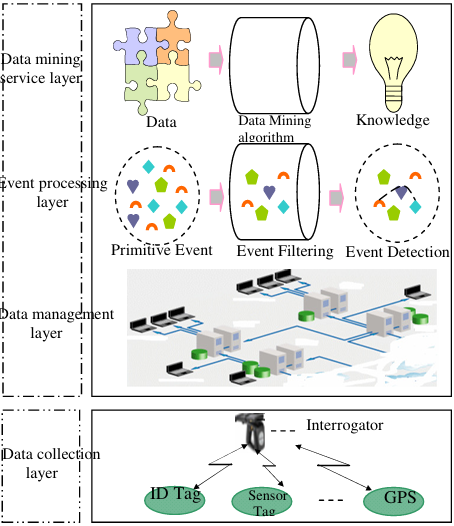 Data mining
service layer
Data
Data Mining
algorithm
Knowledge
Event processing
layer
Primitive Event
Event Filtering
Event Detection
Data management
layer
Data collection
layer
Interrogator
ID Tag
Sensor
Tag
GPS